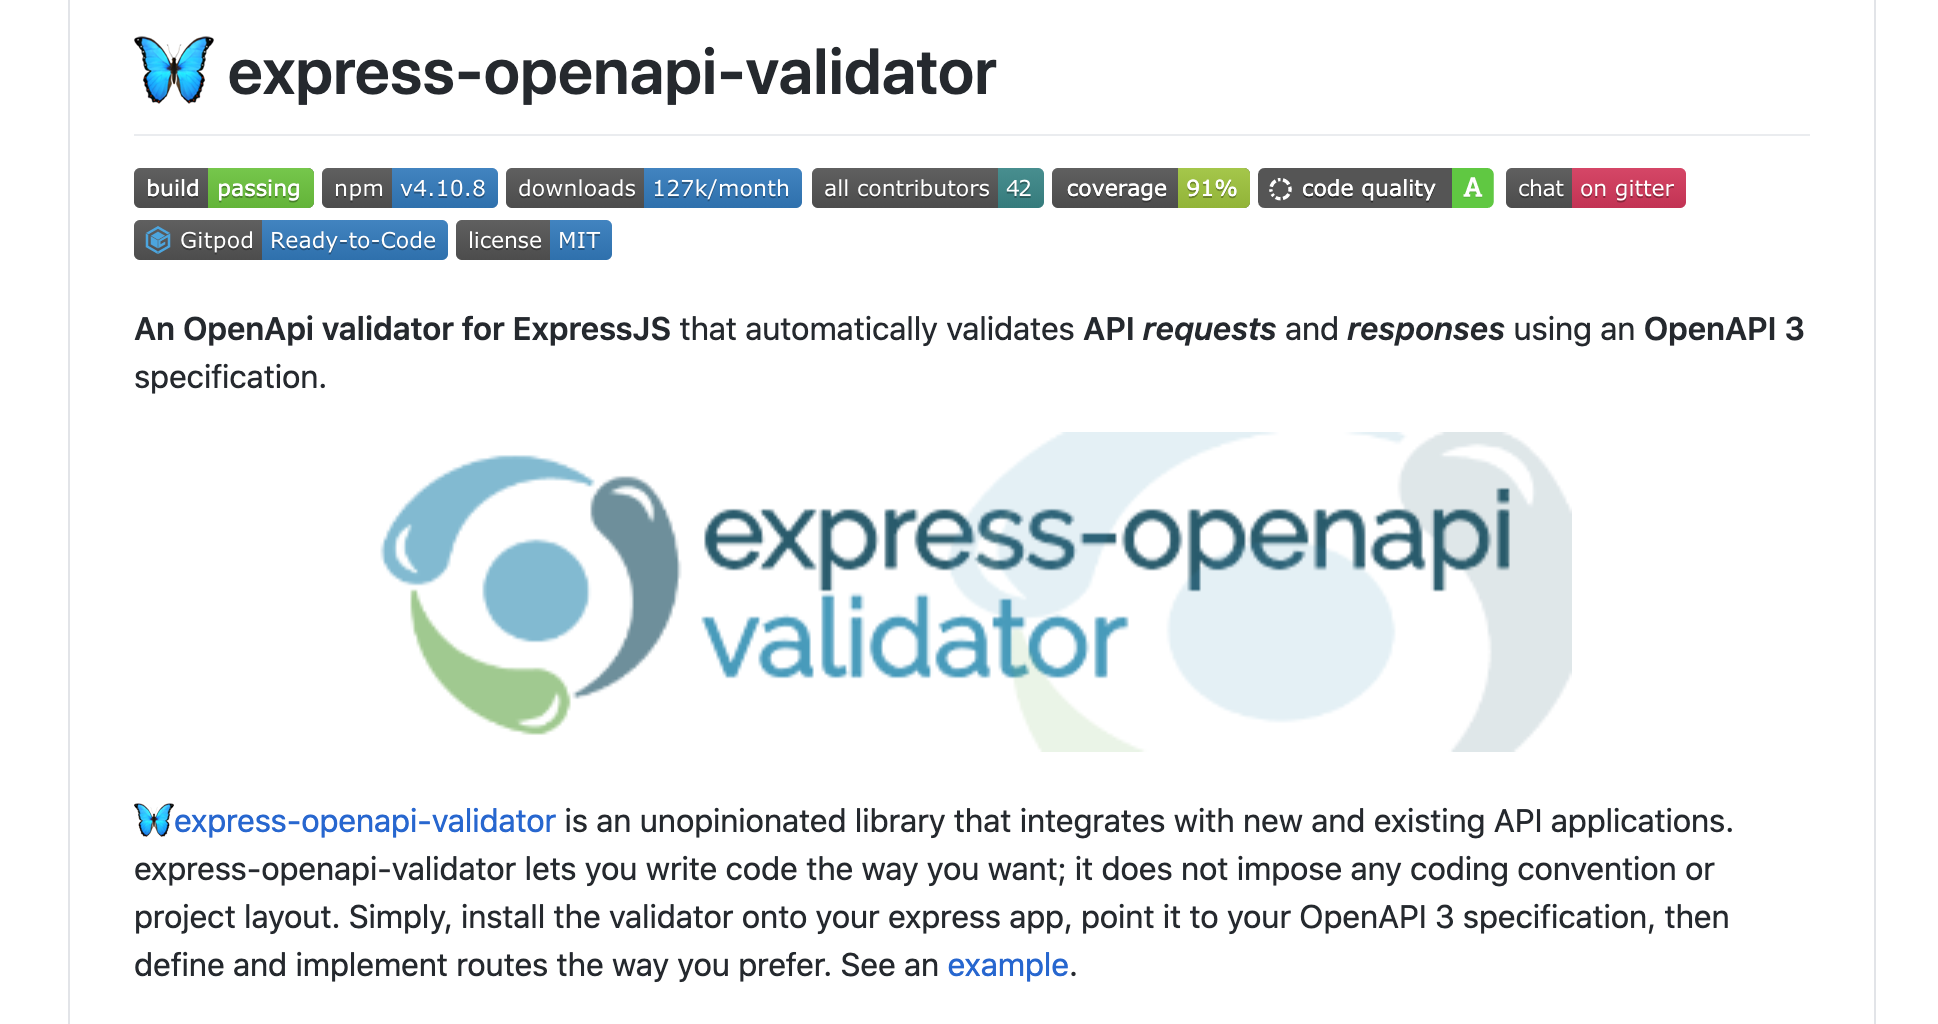 express-openapi-validator
build passing npm v4.10.8 downloads 127k/month all contributors 42 coverage 91% code quality A chat on gitter
Gitpod Ready-to-Code license MIT
An OpenApi validator for ExpressJS that automatically validates API requests and responses using an OpenAPI 3
specification.
express-openapi
validator
express-openapi-validator is an unopinionated library that integrates with new and existing API applications.
express-openapi-validator lets you write code the way you want; it does not impose any coding convention or
project layout. Simply, install the validator onto your express app, point it to your OpenAPI 3 specification, then
define and implement routes the way you prefer. See an example.